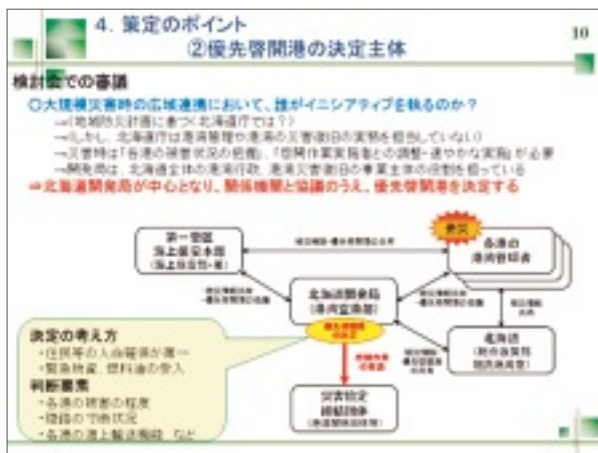 4．策定のポイント
②優先啓開港の決定主体
10
検討会での審議
○大規模災害時の広域連携において、誰がイニシアティブを執るのか？
→(地域防災計画に基づく北海道庁では？)
→(しかし、北海道庁は港湾管理や港湾の災害復旧の実務を担当していない)
→災害時は「各港の被害状況の把握」、「啓開作業実施者との調整・速やかな実施」が必要
→開発局は、北海道全体の港湾行政、港湾災害復旧の事業主体の役割を担っている
⇒北海道開発局が中心となり、関係機関と協議のうえ、優先啓開港を決定する
被災
第一管区
海上保安本部
各港の
港湾管理者
北海道開発局
(港湾空港部)
の決定
北海道
決定の考え方
・住民等の人命確保が第一
・緊急物資、燃料油の受入
判断要素
・各港の被害の程度
・陸路の寸断状況
・各港の海上輸送機能 など
災害協定
締結団体